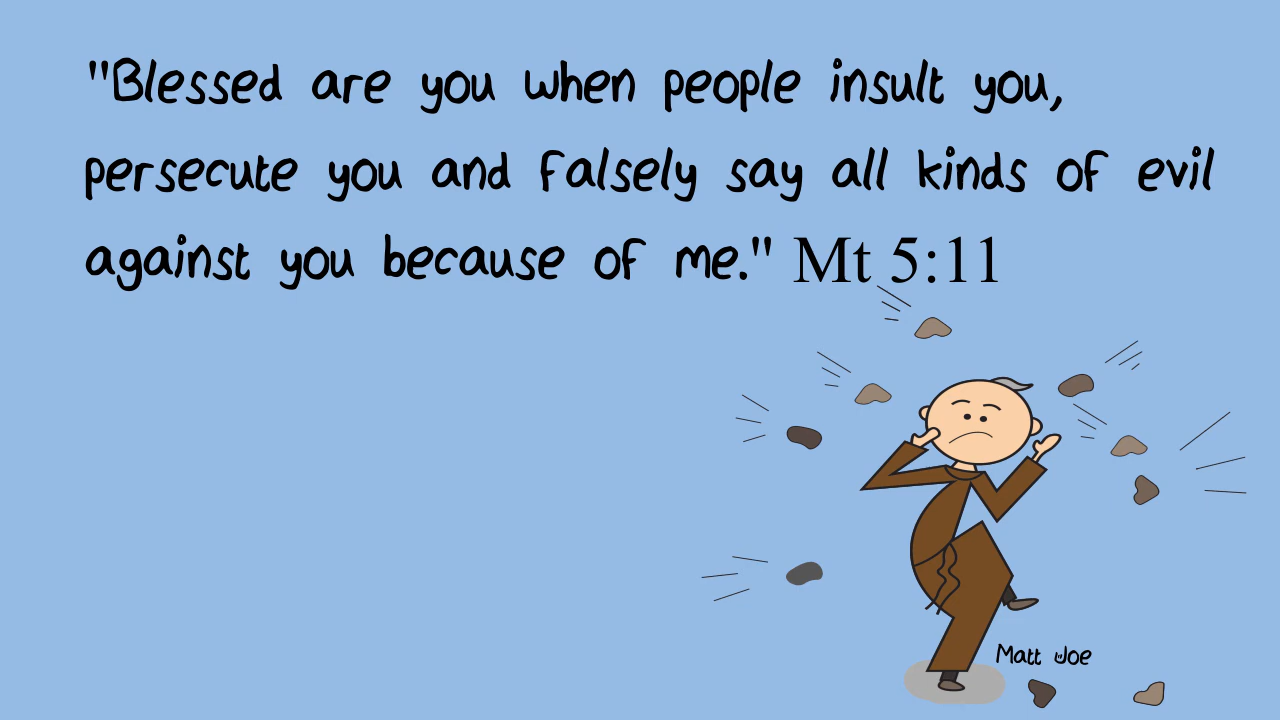 "Blessed are you when people insult you,
persecute you and falsely say all kinds of evil
against you because of me." Mt 5:11
Matt Joe